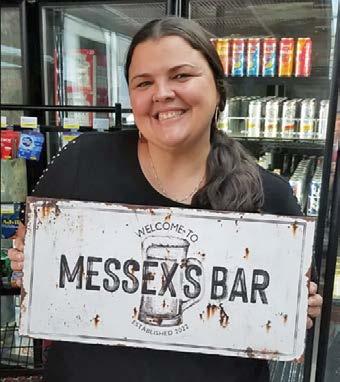 WELCOME-TO
MESSEX'S BAR
ESTABLISHED 2022